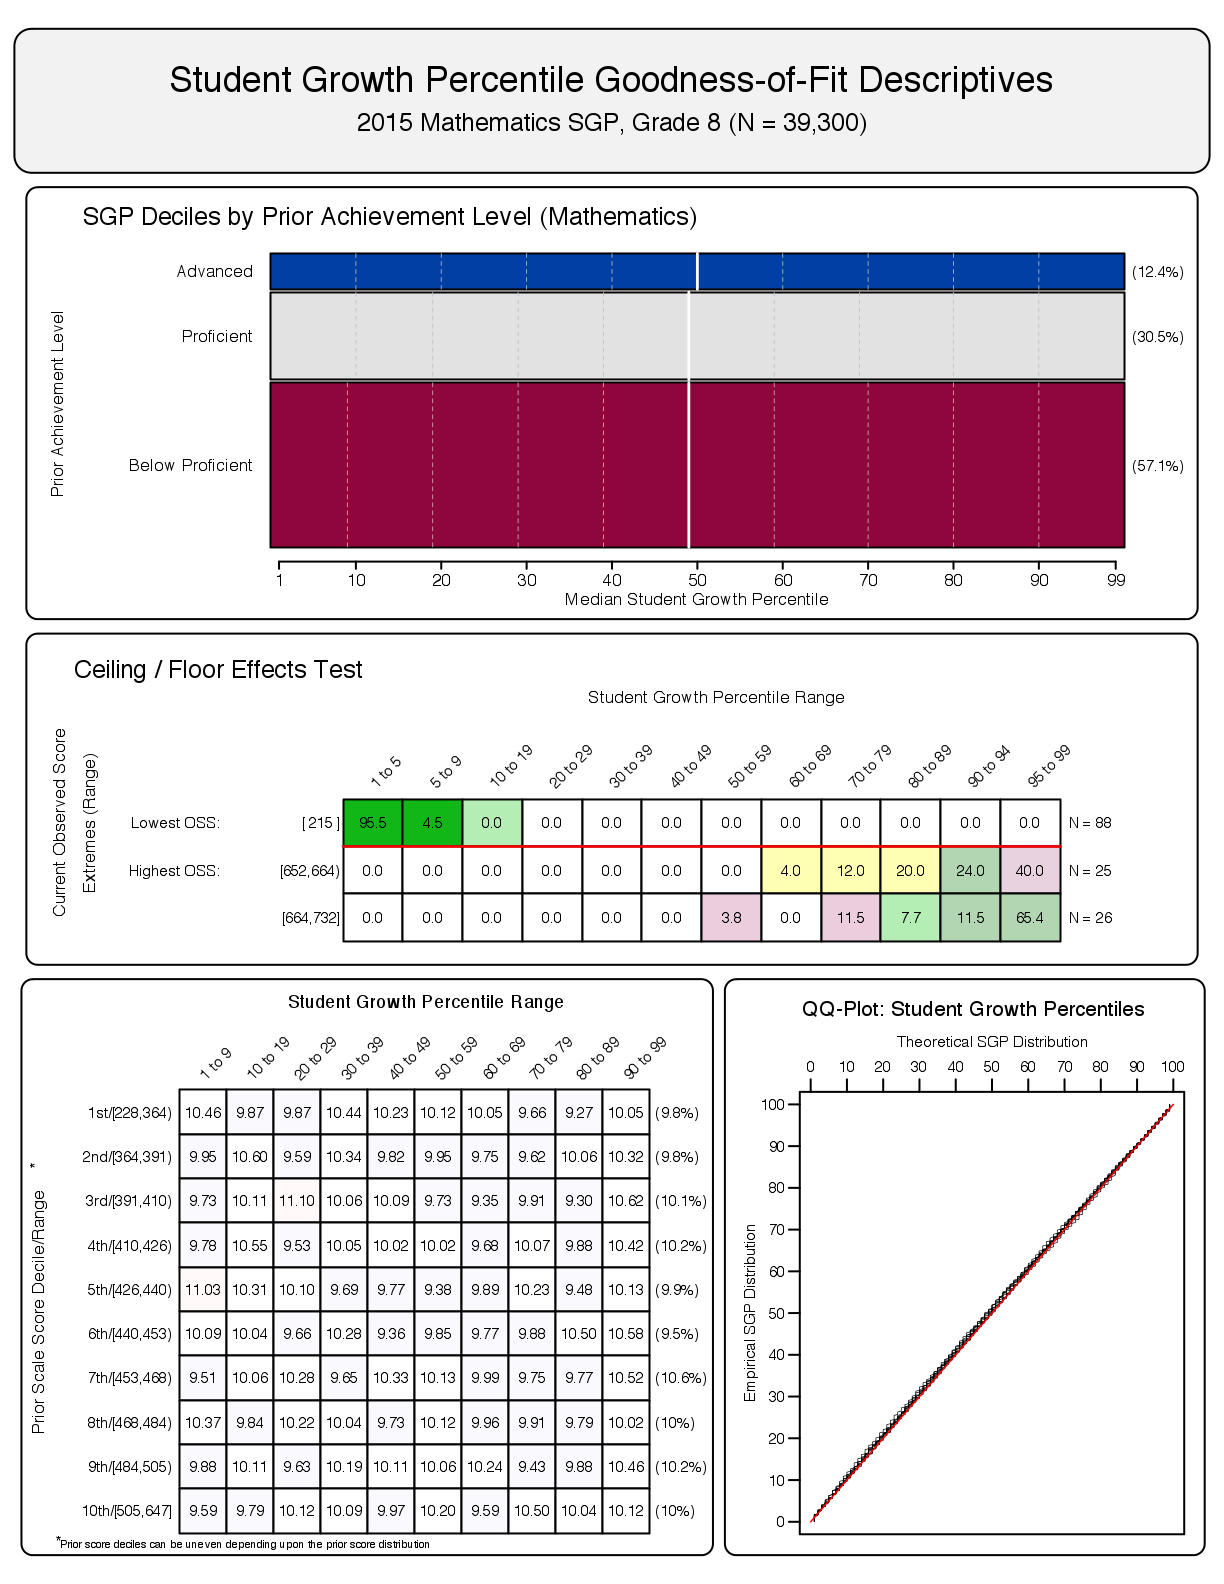 Student Growth Percentile Goodness-of-Fit Descriptives
2015 Mathematics SGP, Grade 8 (N = 39,300)
SGP Deciles by Prior Achievement Level (Mathematics)
Prior Achievement Level
Advanced (12.4%)
Proficient (30.5%)
Below Proficient (57.1%)
1 10 20 30 40 50 60 70 80 90 99
Median Student Growth Percentile
Ceiling / Floor Effects Test
Student Growth Percentile Range
Current Observed Score
Extremes (Range)
1 to 5 5 to 9 10 to 19 20 to 29 30 to 39 40 to 49 50 to 59 60 to 69 70 to 79 80 to 89 90 to 94 95 to 99
Lowest OSS: [ 215 ] 95.5 4.5 0.0 0.0 0.0 0.0 0.0 0.0 0.0 0.0 0.0 0.0 N = 88
Highest OSS: [652,664) 0.0 0.0 0.0 0.0 0.0 0.0 0.0 4.0 12.0 20.0 24.0 40.0 N = 25
[664,732] 0.0 0.0 0.0 0.0 0.0 0.0 3.8 0.0 11.5 7.7 11.5 65.4 N = 26
Student Growth Percentile Range
Prior Scale Score Decile/Range *
1 to 9 10 to 19 20 to 29 30 to 39 40 to 49 50 to 59 60 to 69 70 to 79 80 to 89 90 to 99
1st/[228,364) 10.46 9.87 9.87 10.44 10.23 10.12 10.05 9.66 9.27 10.05 (9.8%)
2nd/[364,391) 9.95 10.60 9.59 10.34 9.82 9.95 9.75 9.62 10.06 10.32 (9.8%)
3rd/[391,410) 9.73 10.11 11.10 10.06 10.09 9.73 9.35 9.91 9.30 10.62 (10.1%)
4th/[410,426) 9.78 10.55 9.53 10.05 10.02 10.02 9.68 10.07 9.88 10.42 (10.2%)
5th/[426,440) 11.03 10.31 10.10 9.69 9.77 9.38 9.89 10.23 9.48 10.13 (9.9%)
6th/[440,453) 10.09 10.04 9.66 10.28 9.36 9.85 9.77 9.88 10.50 10.58 (9.5%)
7th/[453,468) 9.51 10.06 10.28 9.65 10.33 10.13 9.99 9.75 9.77 10.52 (10.6%)
8th/[468,484) 10.37 9.84 10.22 10.04 9.73 10.12 9.96 9.91 9.79 10.02 (10%)
9th/[484,505) 9.88 10.11 9.63 10.19 10.11 10.06 10.24 9.43 9.88 10.46 (10.2%)
10th/[505,647] 9.59 9.79 10.12 10.09 9.97 10.20 9.59 10.50 10.04 10.12 (10%)
*Prior score deciles can be uneven depending upon the prior score distribution
QQ-Plot: Student Growth Percentiles
Theoretical SGP Distribution
0 10 20 30 40 50 60 70 80 90 100
Empirical SGP Distribution
100
90
80
70
60
50
40
30
20
10
0